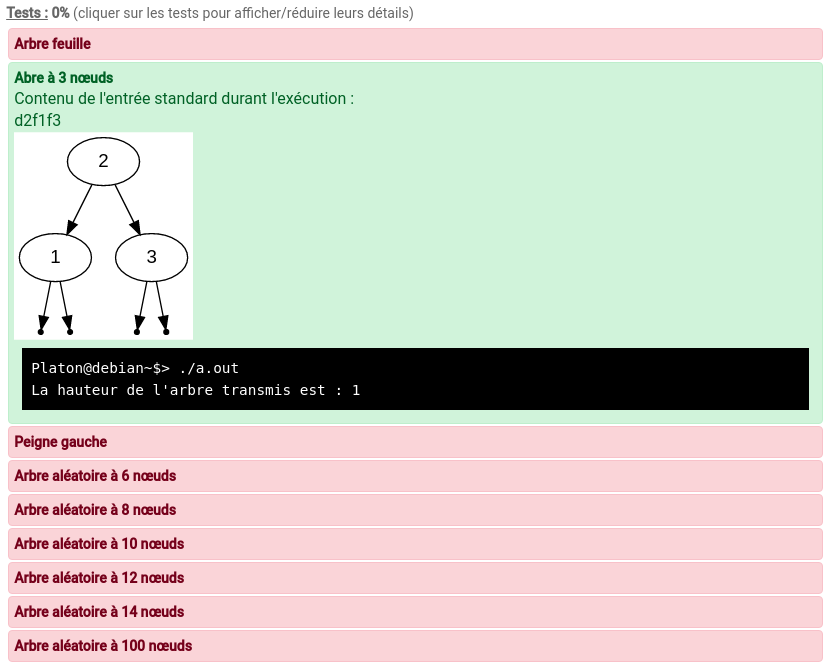 Tests : 0% (cliquer sur les tests pour afficher/réduire leurs détails)
Arbre feuille
Abre à 3 nœuds
Contenu de l'entrée standard durant l'exécution :
d2f1f3
2
1 3
Platon@debian~$> ./a.out
La hauteur de l'arbre transmis est : 1
Peigne gauche
Arbre aléatoire à 6 nœuds
Arbre aléatoire à 8 nœuds
Arbre aléatoire à 10 nœuds
Arbre aléatoire à 12 nœuds
Arbre aléatoire à 14 nœuds
Arbre aléatoire à 100 nœuds